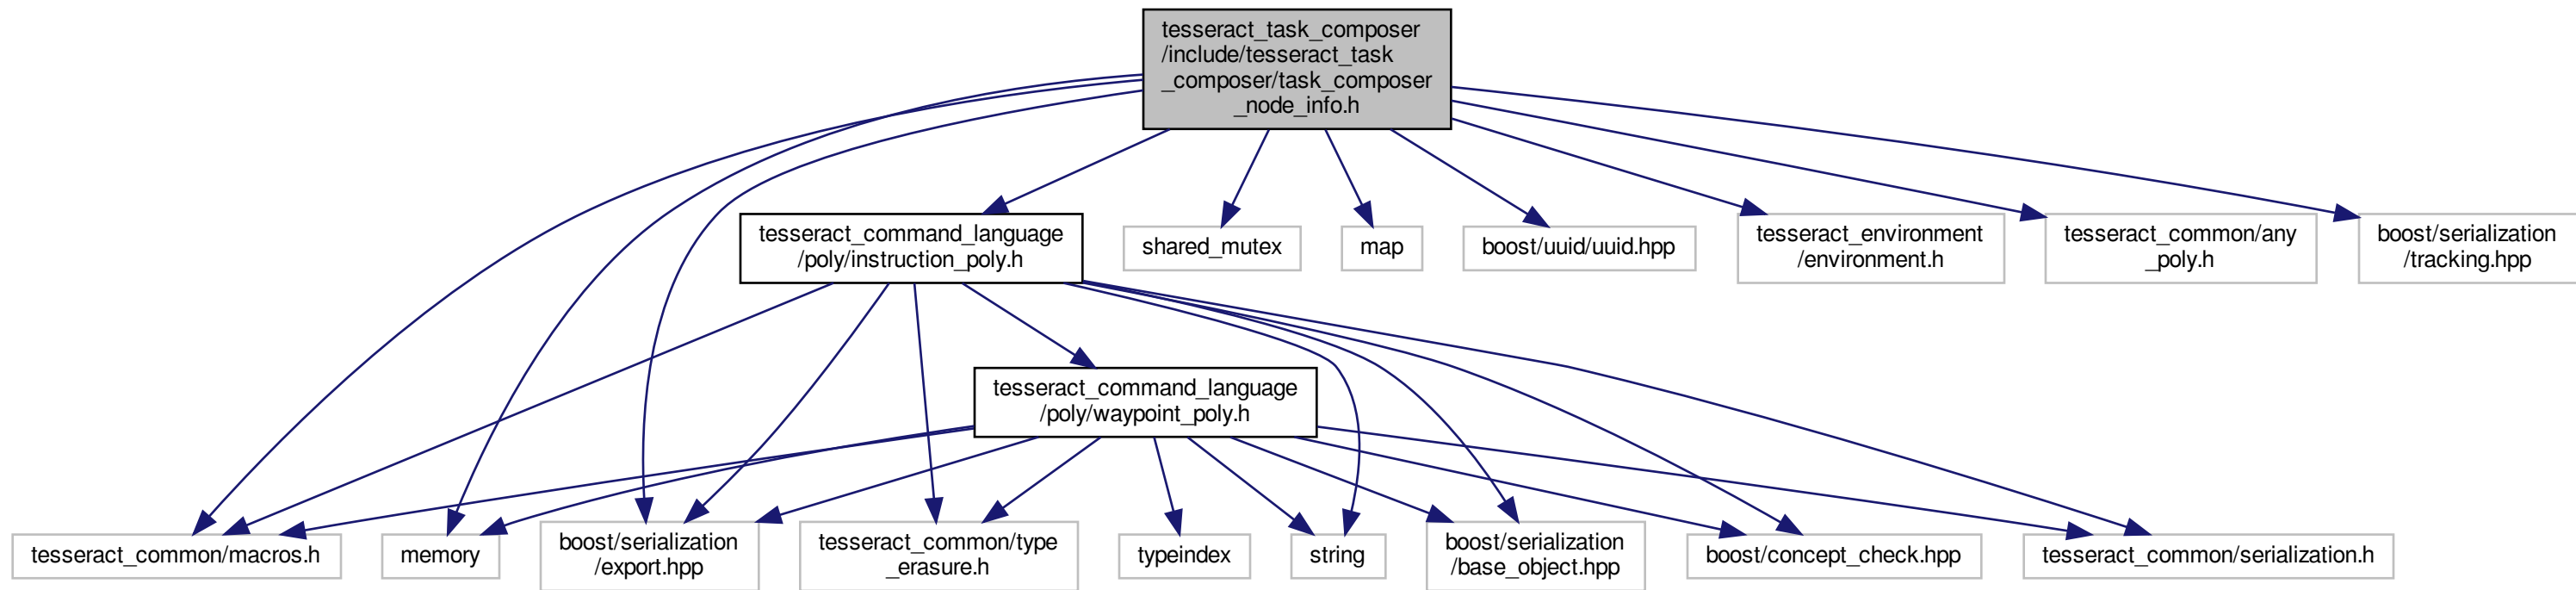 tesseract_task_composer
/include/tesseract_task
_composer/task_composer
_node_info.h
tesseract_command_language
/poly/instruction_poly.h
shared_mutex
map
boost/uuid/uuid.hpp
tesseract_environment
/environment.h
tesseract_common/any
_poly.h
boost/serialization
/tracking.hpp
tesseract_command_language
/poly/waypoint_poly.h
tesseract_common/macros.h
memory
boost/serialization
/export.hpp
tesseract_common/type
_erasure.h
typeindex
string
boost/serialization
/base_object.hpp
boost/concept_check.hpp
tesseract_common/serialization.h